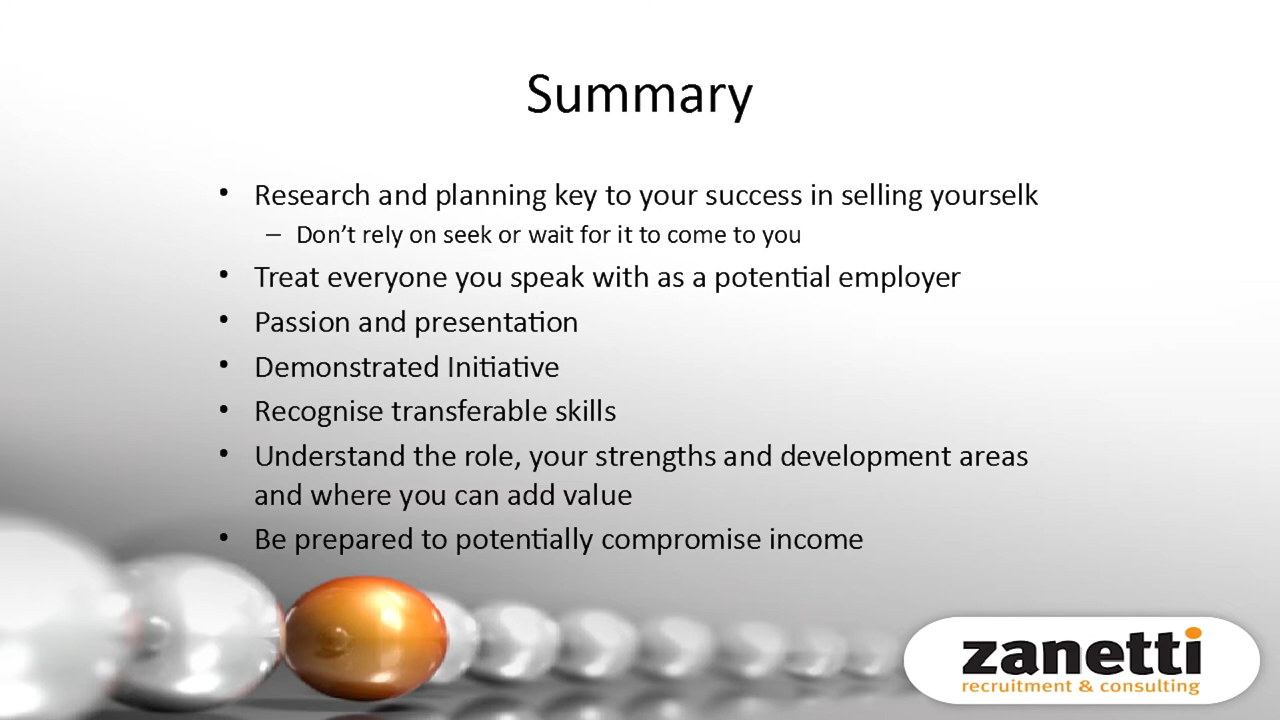 Summary
• Research and planning key to your success in selling yourselk
– Don’t rely on seek or wait for it to come to you
• Treat everyone you speak with as a potential employer
• Passion and presentation
• Demonstrated Initiative
• Recognise transferable skills
• Understand the role, your strengths and development areas
and where you can add value
• Be prepared to potentially compromise income
zanetti
recruitment & consulting